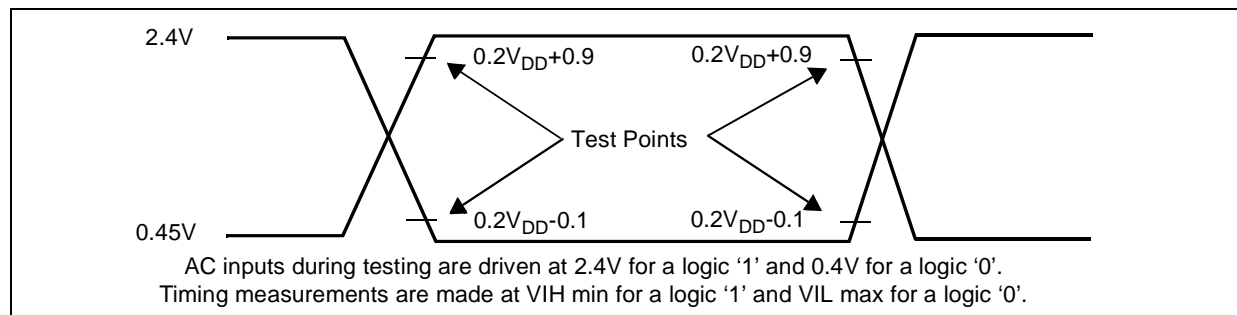 2.4V
0.2VDD+0.9 0.2VDD+0.9
Test Points
0.2VDD-0.1 0.2VDD-0.1
0.45V
AC inputs during testing are driven at 2.4V for a logic ‘1’ and 0.4V for a logic ‘0’.
Timing measurements are made at VIH min for a logic ‘1’ and VIL max for a logic ‘0’.